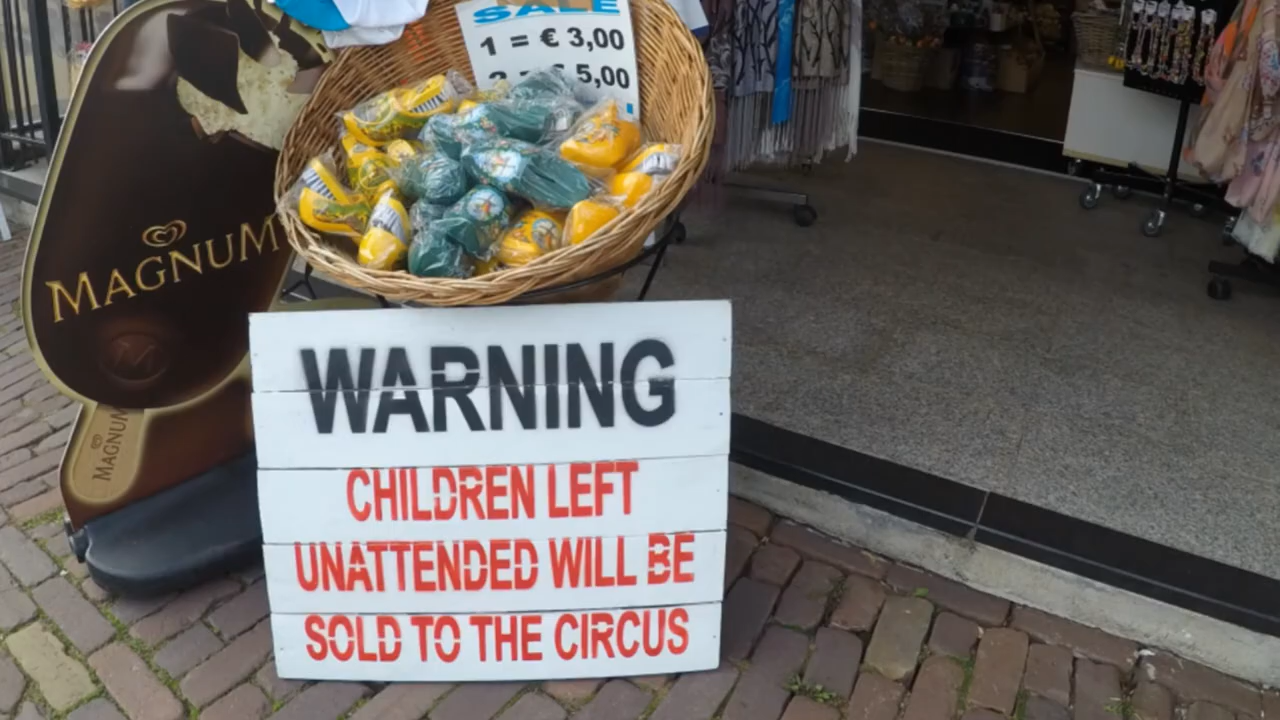 SALE
1 = € 3,00
5,00
MAGNUM
MAGNUM
WARNING
CHILDREN LEFT
UNATTENDED WILL BE
SOLD TO THE CIRCUS